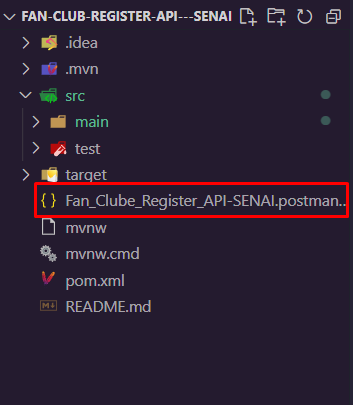 FAN-CLUB-REGISTER-API---SENAI
.idea
.mvn
src
main
test
target
{ } Fan_Clube_Register_API-SENAI.postman...
mvnw
mvnw.cmd
pom.xml
README.md